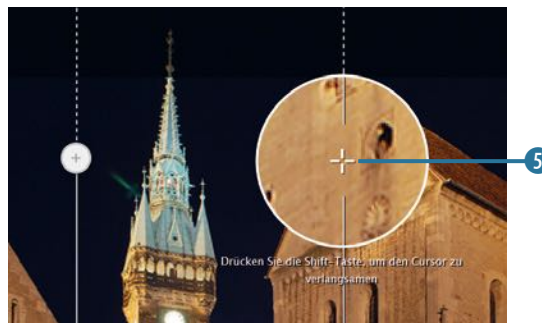 5
Drücken Sie die Shift-Taste, um den Cursor zu
verlangsamen